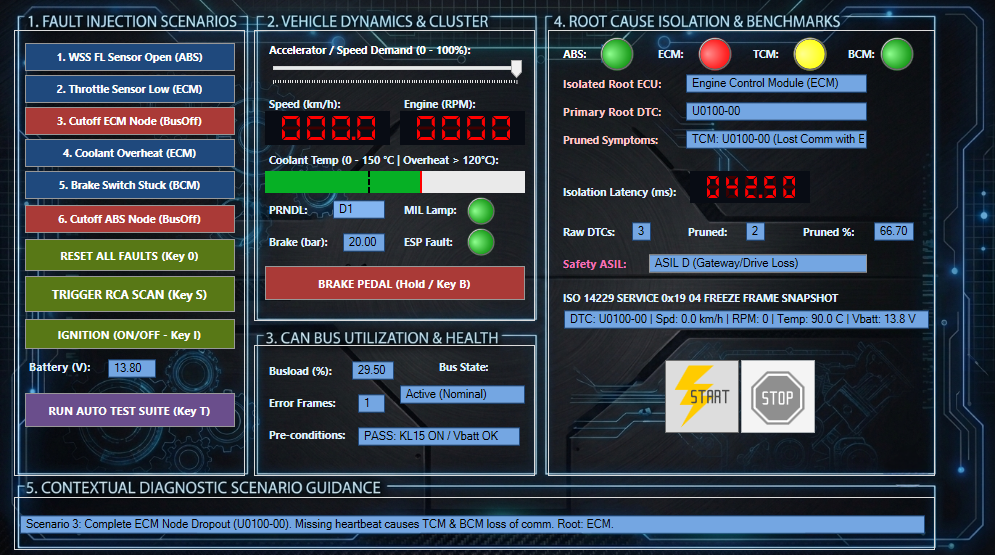 1. FAULT INJECTION SCENARIOS
1. WSS FL Sensor Open (ABS)
2. Throttle Sensor Low (ECM)
3. Cutoff ECM Node (BusOff)
4. Coolant Overheat (ECM)
5. Brake Switch Stuck (BCM)
6. Cutoff ABS Node (BusOff)
RESET ALL FAULTS (Key 0)
TRIGGER RCA SCAN (Key S)
IGNITION (ON/OFF - Key I)
Battery (V): 13.80
RUN AUTO TEST SUITE (Key T)
2. VEHICLE DYNAMICS & CLUSTER
Accelerator / Speed Demand (0 - 100%):
Speed (km/h): Engine (RPM):
000.0 0000
Coolant Temp (0 - 150 °C | Overheat > 120°C):
PRNDL: D1 MIL Lamp:
Brake (bar): 20.00 ESP Fault:
BRAKE PEDAL (Hold / Key B)
3. CAN BUS UTILIZATION & HEALTH
Busload (%): 29.50 Bus State:
Active (Nominal)
Error Frames: 1
Pre-conditions: PASS: KL15 ON / Vbatt OK
4. ROOT CAUSE ISOLATION & BENCHMARKS
ABS: ECM: TCM: BCM:
Isolated Root ECU: Engine Control Module (ECM)
Primary Root DTC: U0100-00
Pruned Symptoms: TCM: U0100-00 (Lost Comm with E
Isolation Latency (ms): 042.50
Raw DTCs: 3 Pruned: 2 Pruned %: 66.70
Safety ASIL: ASIL D (Gateway/Drive Loss)
ISO 14229 SERVICE 0x19 04 FREEZE FRAME SNAPSHOT
DTC: U0100-00 | Spd: 0.0 km/h | RPM: 0 | Temp: 90.0 C | Vbatt: 13.8 V
START STOP
5. CONTEXTUAL DIAGNOSTIC SCENARIO GUIDANCE
Scenario 3: Complete ECM Node Dropout (U0100-00). Missing heartbeat causes TCM & BCM loss of comm. Root: ECM.